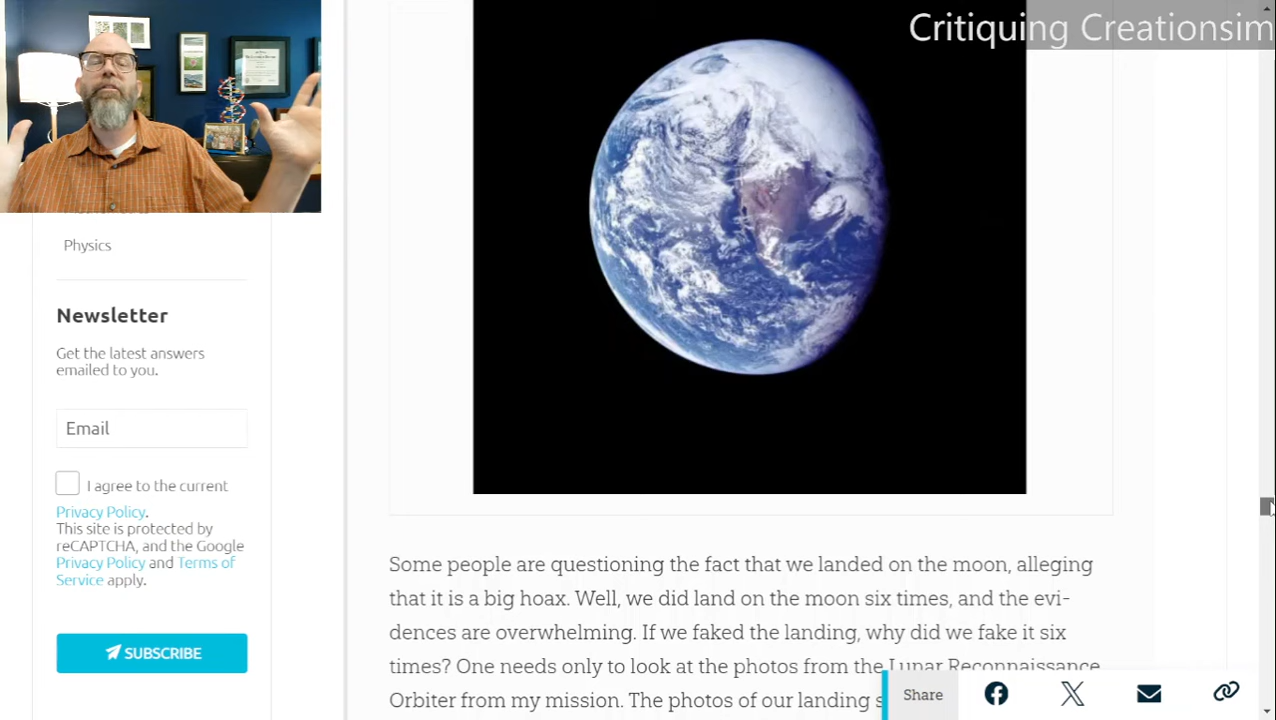 Critiquing Creationsim
Physics
Newsletter
Get the latest answers
emailed to you.
Email
I agree to the current
Privacy Policy.
This site is protected by
reCAPTCHA, and the Google
Privacy Policy and Terms of
Service apply.
SUBSCRIBE
Some people are questioning the fact that we landed on the moon, alleging
that it is a big hoax. Well, we did land on the moon six times, and the evi-
dences are overwhelming. If we faked the landing, why did we fake it six
times? One needs only to look at the photos from the Lunar Reconnaissance
Orbiter from my mission. The photos of our landing s
Share